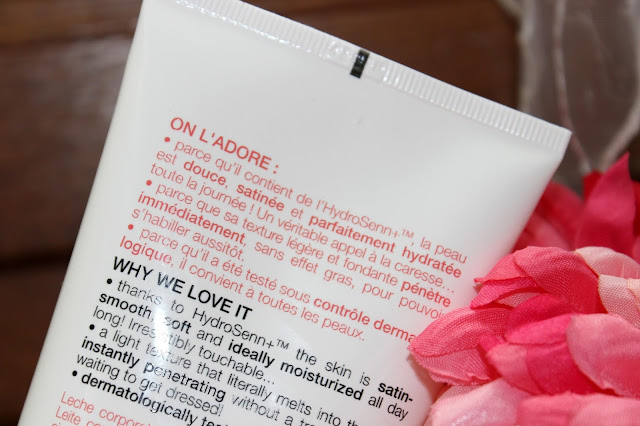 ON L'ADORE :
• parce qu'il contient de l'HydroSenn+™, la peau
est douce, satinée et parfaitement hydratée
toute la journée ! Un véritable appel à la caresse...
• parce que sa texture légère et fondante pénètre
immédiatement, sans effet gras, pour pouvoir
s'habiller aussitôt.
• parce qu'il a été testé sous contrôle derma
logique, il convient à toutes les peaux.
WHY WE LOVE IT
• thanks to HydroSenn+™ the skin is satin-
smooth, soft and ideally moisturized all day
long! Irresistibly touchable...
• a light texture that literally melts into the
instantly penetrating without a
waiting to get dressed!
• dermatologically
Leche
Leite